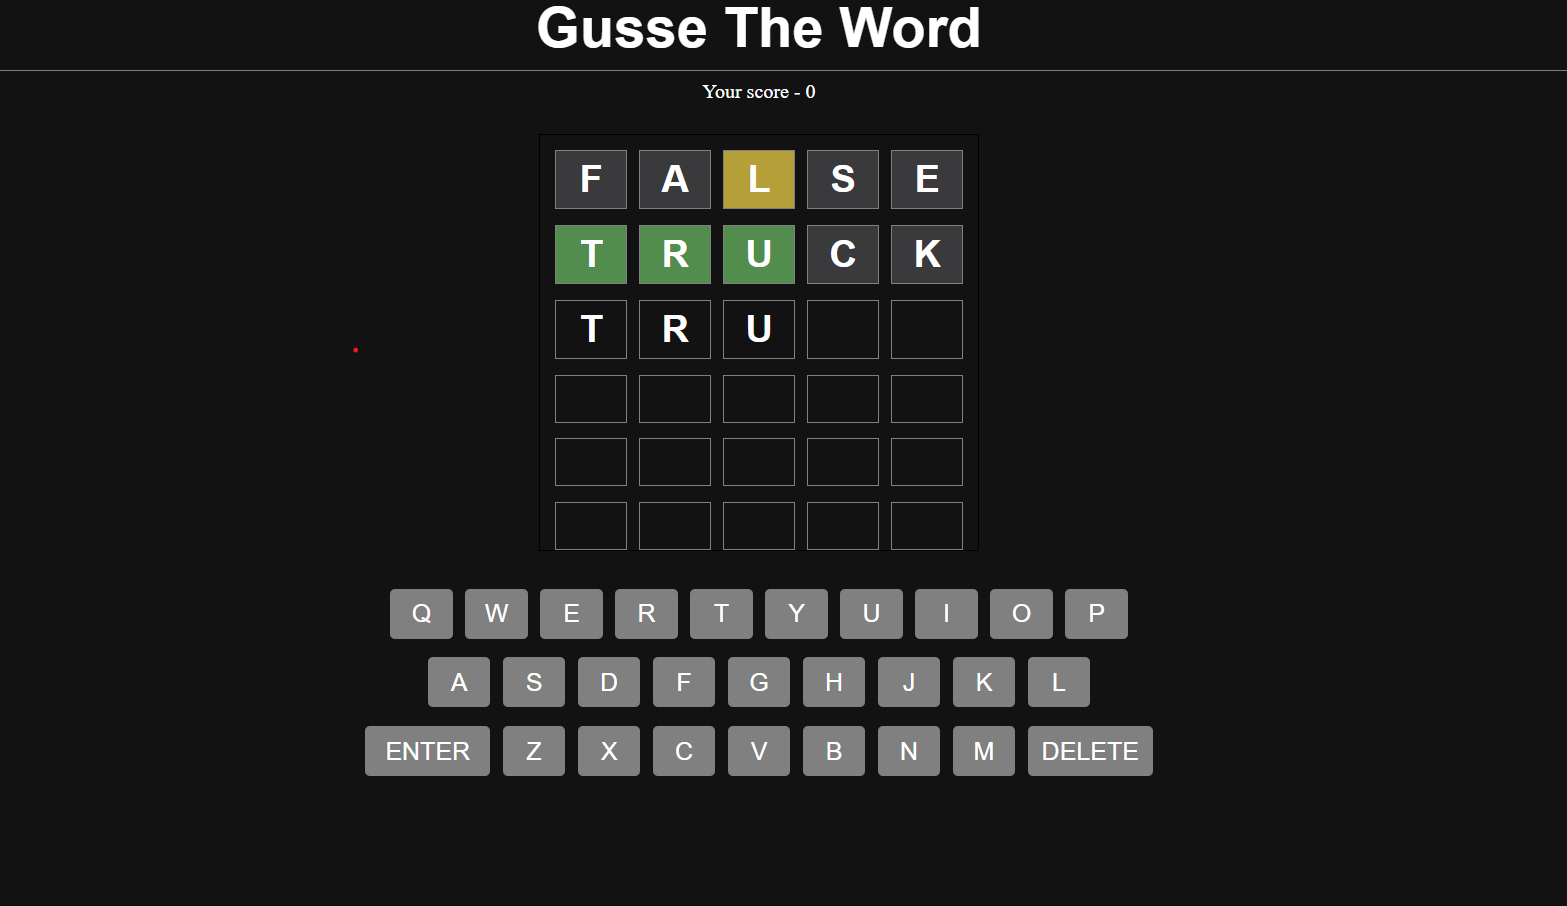 Gusse The Word
Your score - 0
F A L S E
T R U C K
T R U
Q W E R T Y U I O P
A S D F G H J K L
ENTER Z X C V B N M DELETE